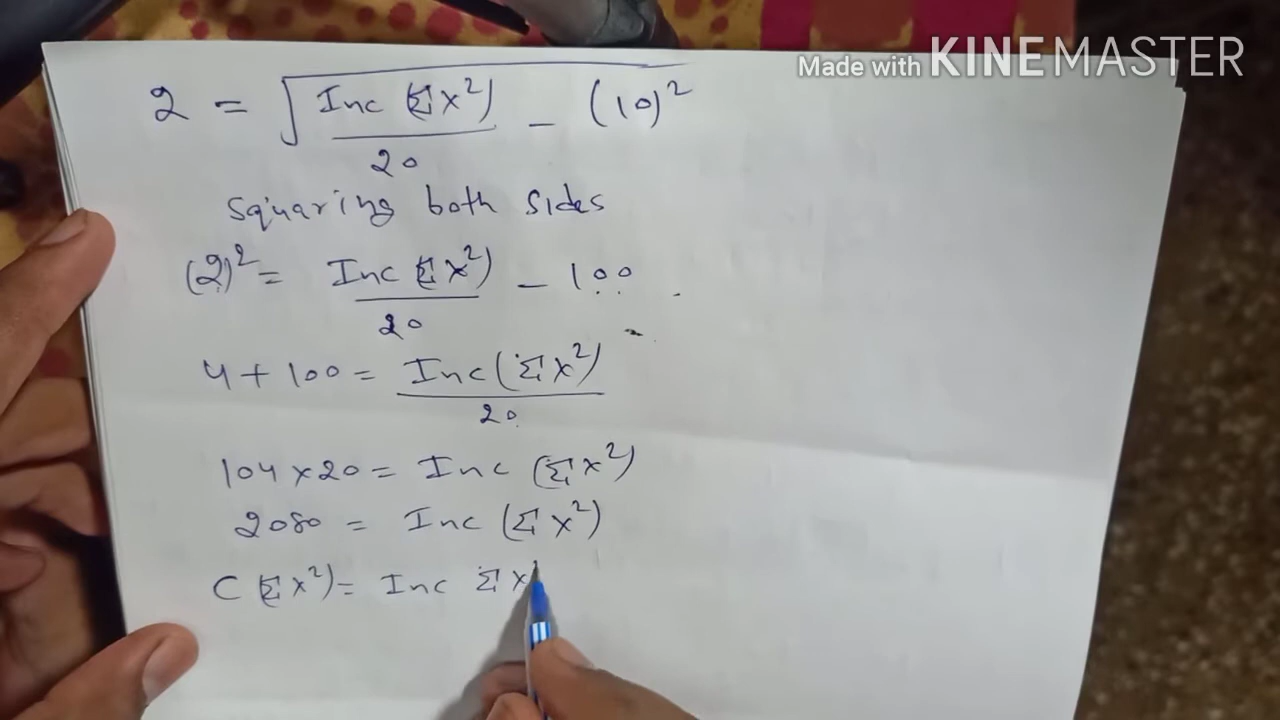 Made with KINEMASTER
2 = √ Inc (Σx²) / 20 - (10)²
Squaring both sides
(2)² = Inc (Σx²) / 20 - 100
4 + 100 = Inc (Σx²) / 20
104 x 20 = Inc (Σx²)
2080 = Inc (Σx²)
C (Σx²) = Inc Σx²